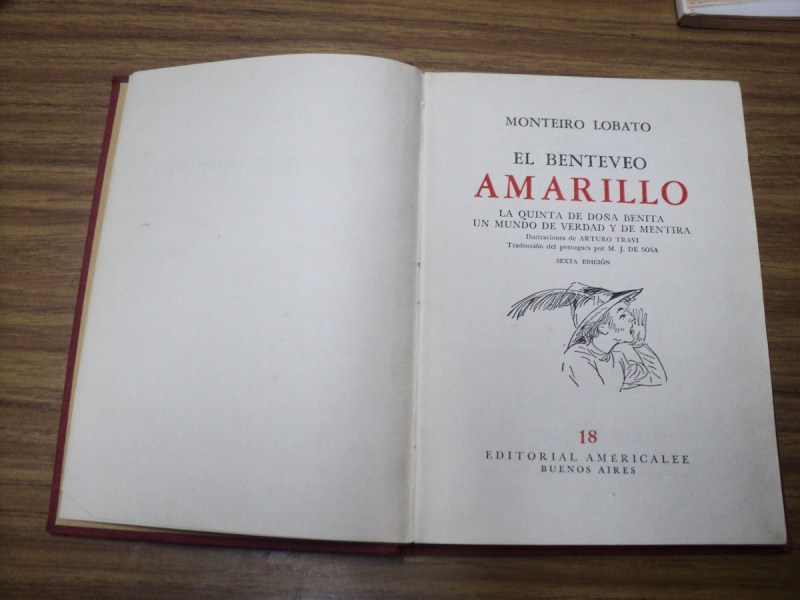 MONTEIRO LOBATO
EL BENTEVEO
AMARILLO
LA QUINTA DE DOÑA BENITA
UN MUNDO DE VERDAD Y DE MENTIRA
Ilustraciones de ARTURO TRAVI
Traducción del portugués por M. J. DE SOSA
SEXTA EDICIÓN
18
EDITORIAL AMÉRICALEE
BUENOS AIRES